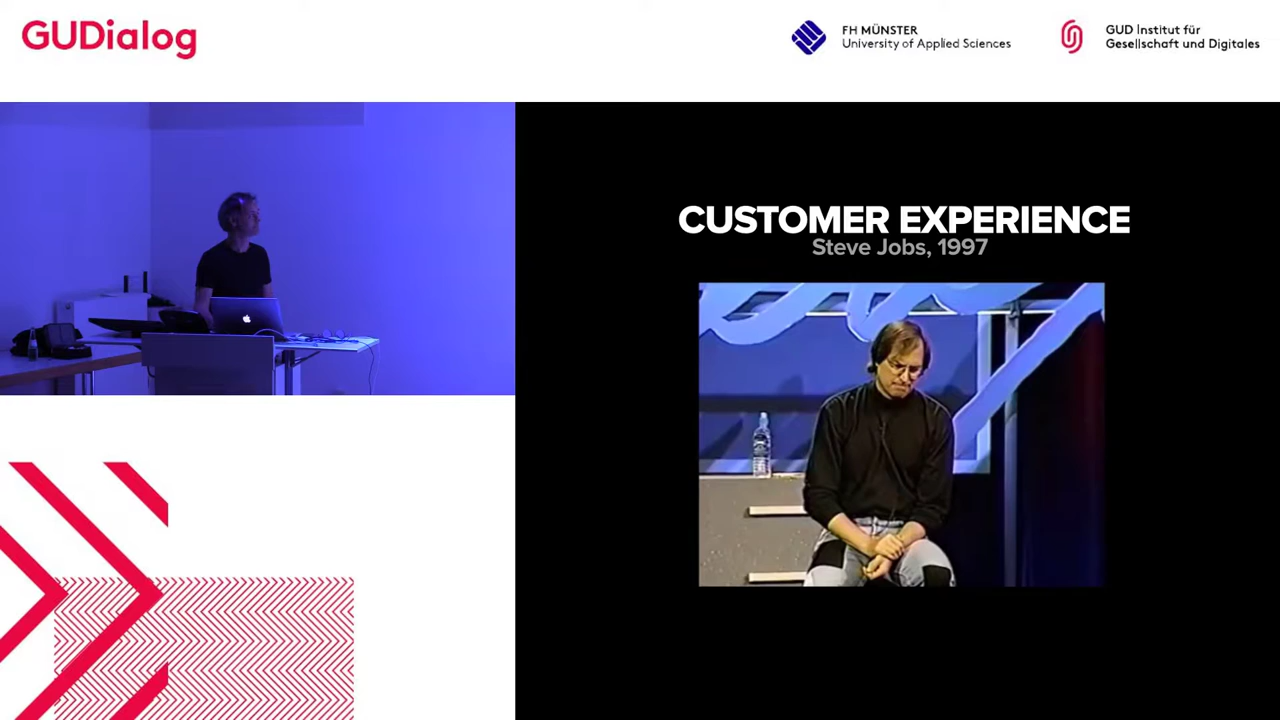 GUDialog
FH MÜNSTER
University of Applied Sciences
GUD Institut für
Gesellschaft und Digitales
CUSTOMER EXPERIENCE
Steve Jobs, 1997